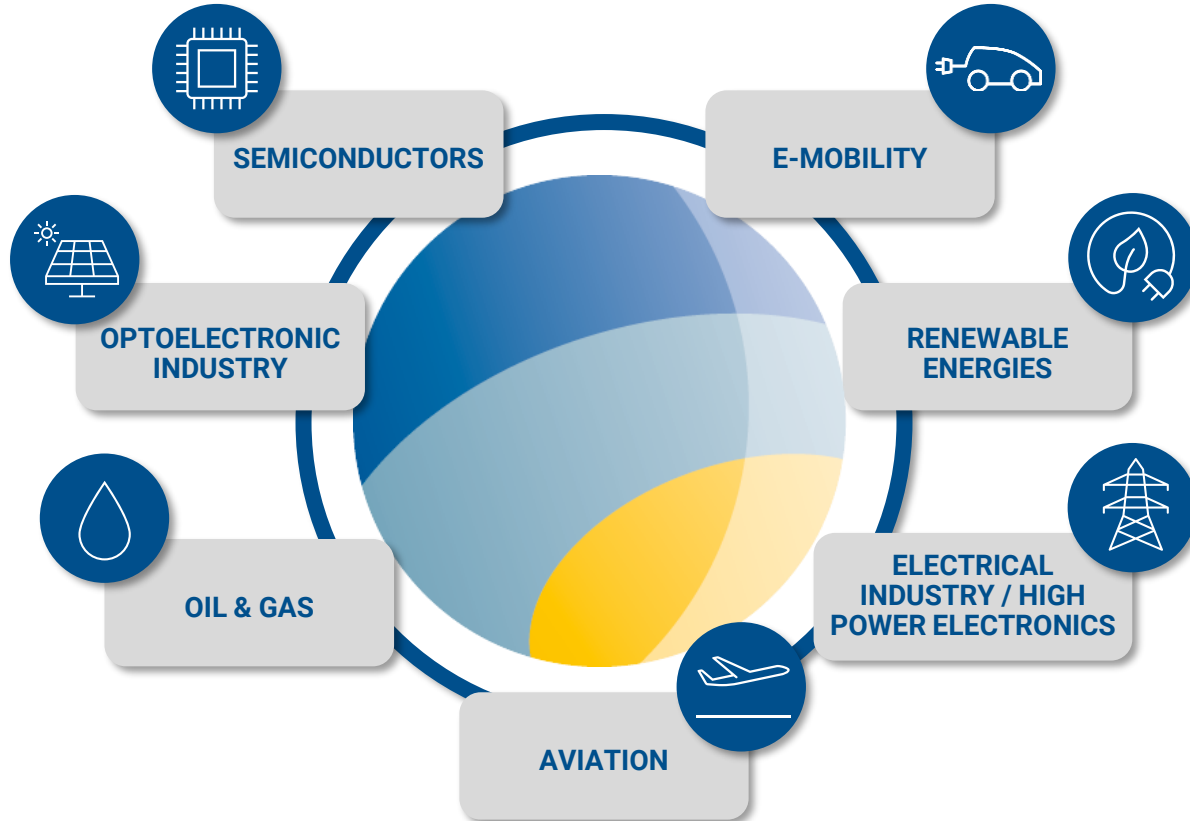 SEMICONDUCTORS
E-MOBILITY
OPTOELECTRONIC
INDUSTRY
RENEWABLE
ENERGIES
OIL & GAS
ELECTRICAL
INDUSTRY / HIGH
POWER ELECTRONICS
AVIATION